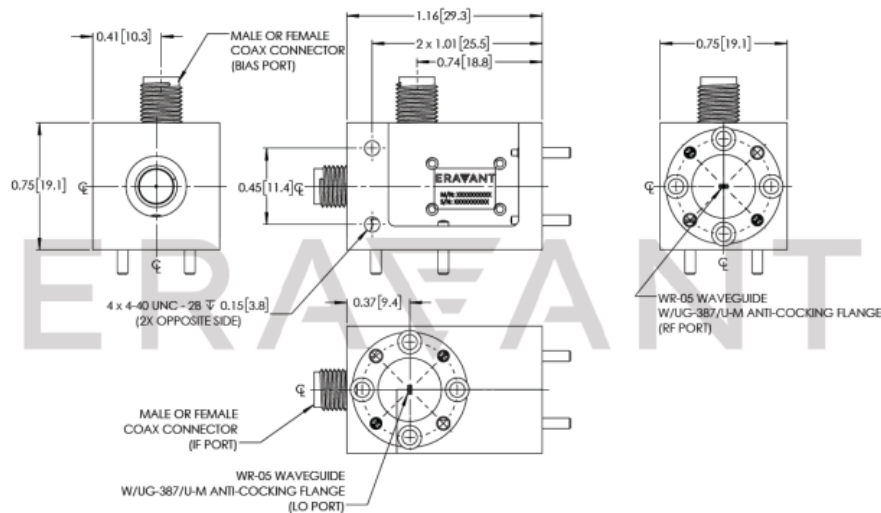 1.16[29.3]
0.41[10.3]
MALE OR FEMALE
COAX CONNECTOR
(BIAS PORT)
2 x 1.01[25.5]
0.74[18.8]
0.75[19.1]
0.75[19.1]
0.45[11.4]
ERAVANT
M/N: XXXXXXXXXX
S/N: XXXXXXXXXX
ERAVANT
4 x 4-40 UNC - 2B ↧ 0.15[3.8]
(2X OPPOSITE SIDE)
0.37[9.4]
WR-05 WAVEGUIDE
W/UG-387/U-M ANTI-COCKING FLANGE
(RF PORT)
MALE OR FEMALE
COAX CONNECTOR
(IF PORT)
WR-05 WAVEGUIDE
W/UG-387/U-M ANTI-COCKING FLANGE
(LO PORT)